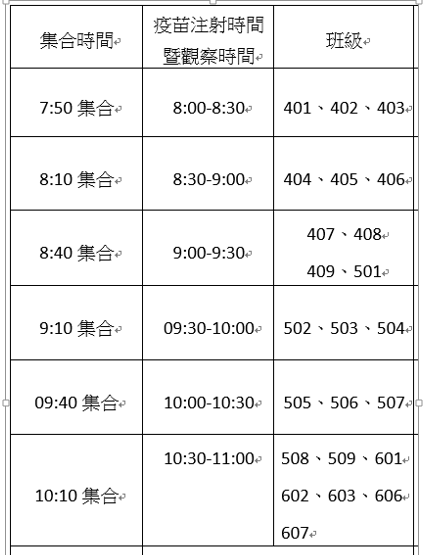 集合時間
疫苗注射時間
暨觀察時間
班級
7:50 集合
8:00-8:30
401、402、403
8:10 集合
8:30-9:00
404、405、406
8:40 集合
9:00-9:30
407、408
409、501
9:10 集合
09:30-10:00
502、503、504
09:40 集合
10:00-10:30
505、506、507
10:10 集合
10:30-11:00
508、509、601
602、603、606
607